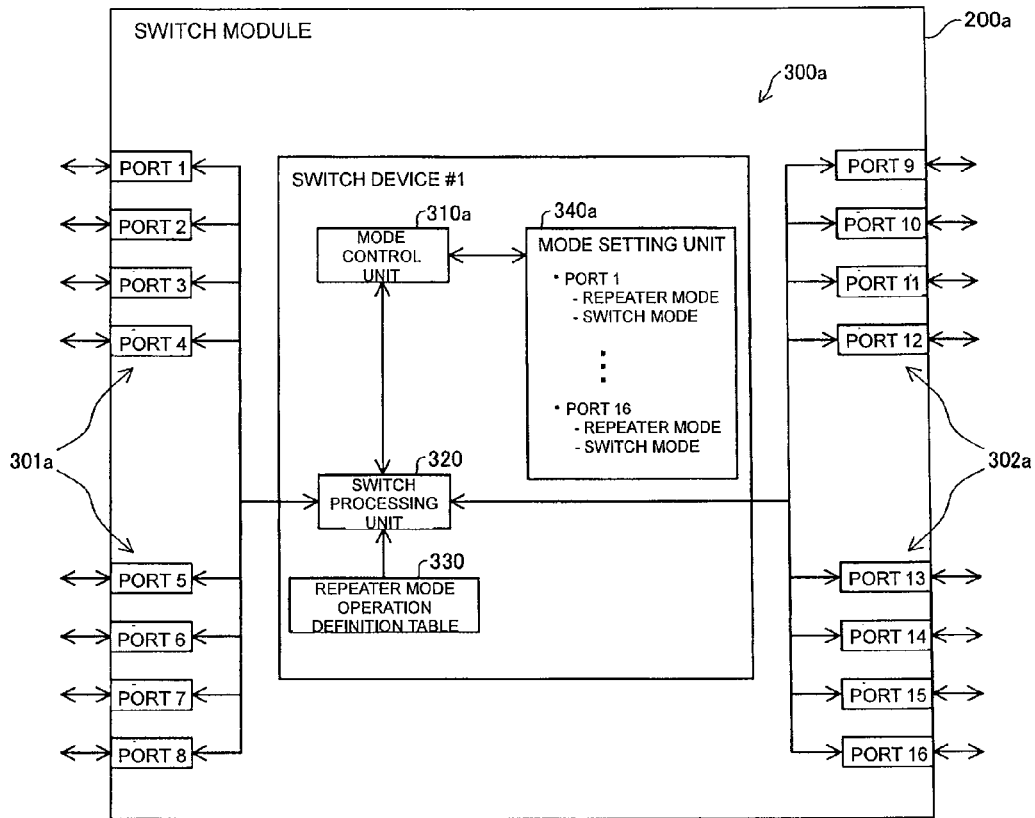 SWITCH MODULE
200a
300a
PORT 1
PORT 2
PORT 3
PORT 4
301a
PORT 5
PORT 6
PORT 7
PORT 8
SWITCH DEVICE #1
310a
MODE
CONTROL
UNIT
340a
MODE SETTING UNIT
• PORT 1
- REPEATER MODE
- SWITCH MODE
• PORT 16
- REPEATER MODE
- SWITCH MODE
320
SWITCH
PROCESSING
UNIT
330
REPEATER MODE
OPERATION
DEFINITION TABLE
PORT 9
PORT 10
PORT 11
PORT 12
302a
PORT 13
PORT 14
PORT 15
PORT 16